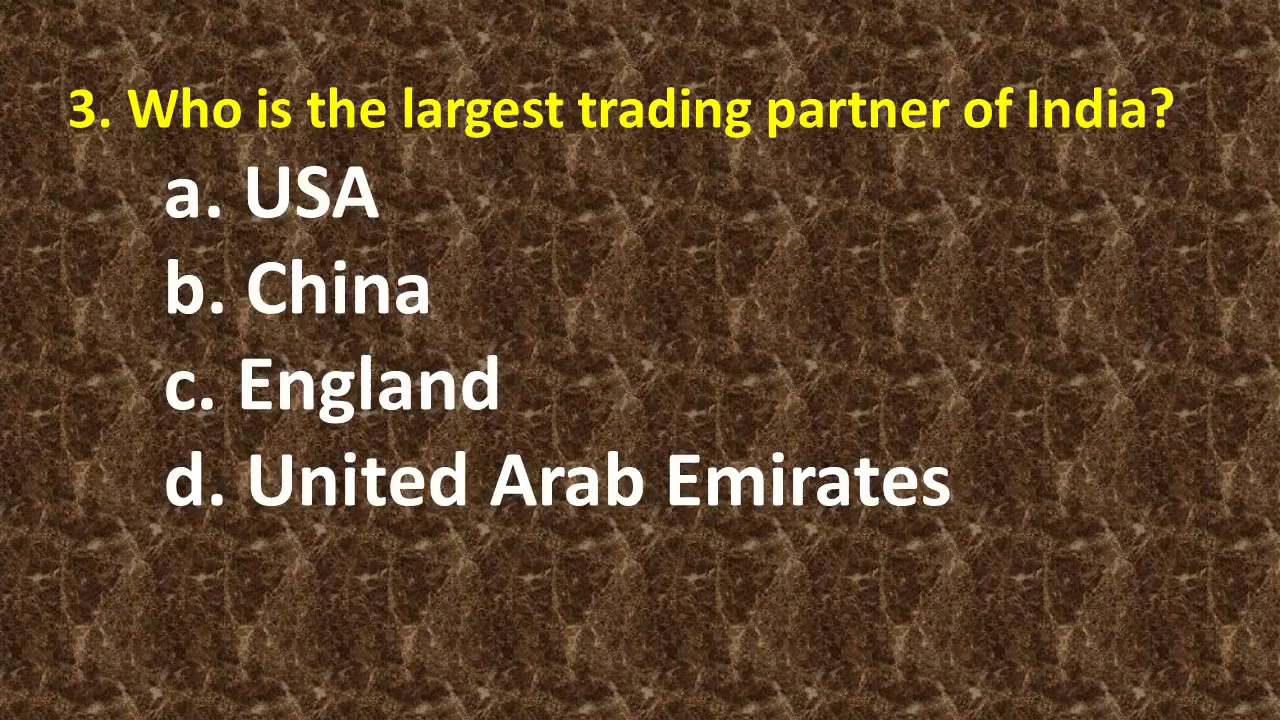 3. Who is the largest trading partner of India?
a. USA
b. China
c. England
d. United Arab Emirates